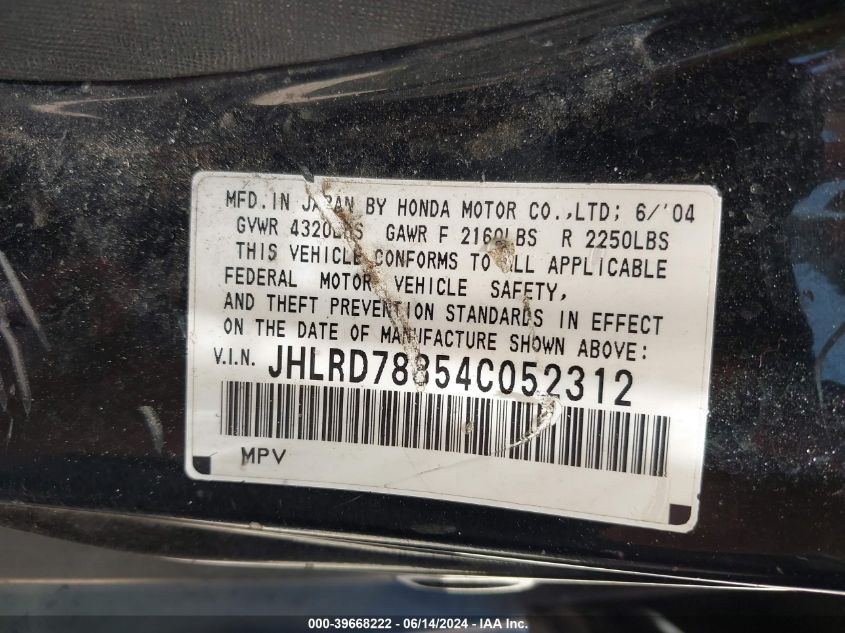 MFD. IN JAPAN BY HONDA MOTOR CO.,LTD; 6/'04
GVWR 4320LBS GAWR F 2160LBS R 2250LBS
THIS VEHICLE CONFORMS TO ALL APPLICABLE
FEDERAL MOTOR VEHICLE SAFETY,
AND THEFT PREVENTION STANDARDS IN EFFECT
ON THE DATE OF MANUFACTURE SHOWN ABOVE:
V.I.N. JHLRD78854C052312
MPV
000-39668222 - 06/14/2024 - IAAI.com